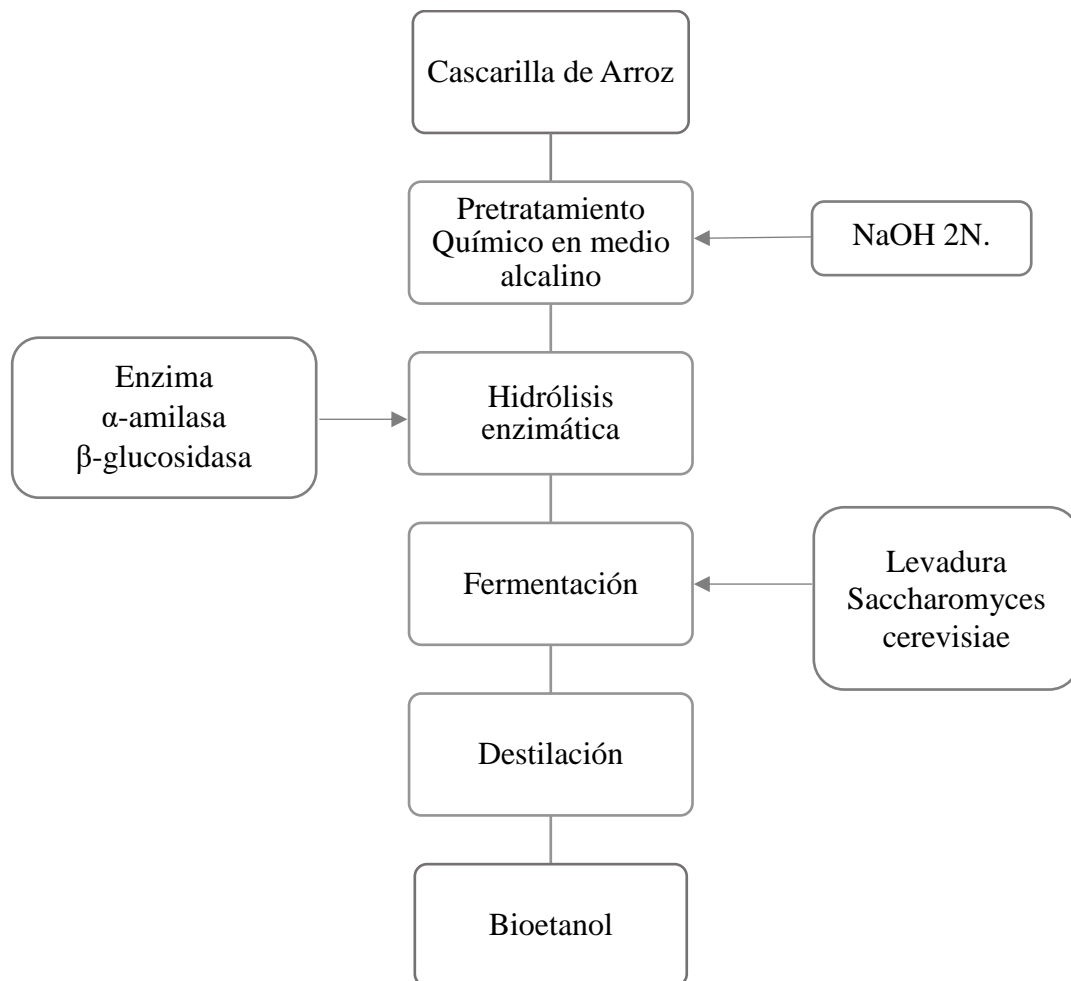 Cascarilla de Arroz
Pretratamiento
Químico en medio
alcalino
NaOH 2N.
Enzima
α-amilasa
β-glucosidasa
Hidrólisis
enzimática
Fermentación
Levadura
Saccharomyces
cerevisiae
Destilación
Bioetanol